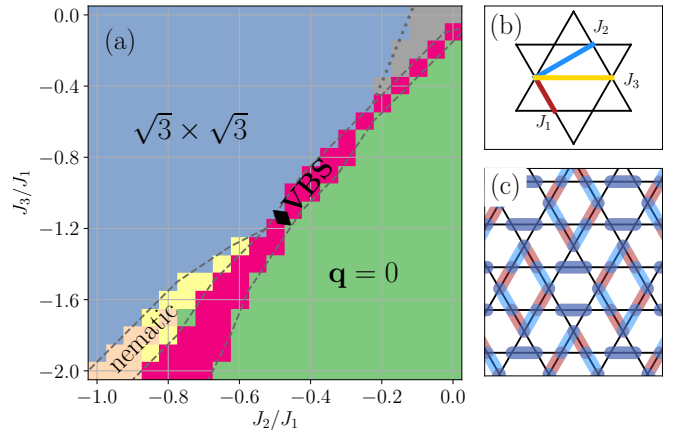 (a)
0.0
−0.4
−0.8
−1.2
−1.6
−2.0
J₃/J₁
√3 × √3
VBS
q = 0
nematic
−1.0 −0.8 −0.6 −0.4 −0.2 0.0
J₂/J₁
(b)
J₂
J₃
J₁
(c)